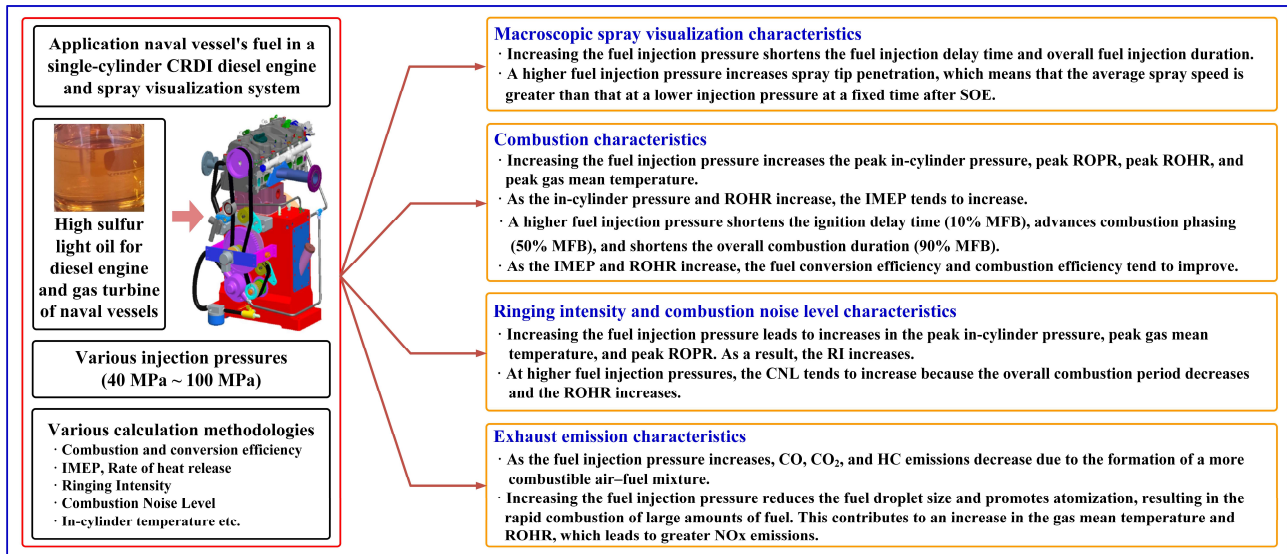 Application naval vessel's fuel in a
single-cylinder CRDI diesel engine
and spray visualization system
High sulfur
light oil for
diesel engine
and gas turbine
of naval vessels
Various injection pressures
(40 MPa ~ 100 MPa)
Various calculation methodologies
· Combustion and conversion efficiency
· IMEP, Rate of heat release
· Ringing Intensity
· Combustion Noise Level
· In-cylinder temperature etc.
Macroscopic spray visualization characteristics
· Increasing the fuel injection pressure shortens the fuel injection delay time and overall fuel injection duration.
· A higher fuel injection pressure increases spray tip penetration, which means that the average spray speed is
greater than that at a lower injection pressure at a fixed time after SOE.
Combustion characteristics
· Increasing the fuel injection pressure increases the peak in-cylinder pressure, peak ROPR, peak ROHR, and
peak gas mean temperature.
· As the in-cylinder pressure and ROHR increase, the IMEP tends to increase.
· A higher fuel injection pressure shortens the ignition delay time (10% MFB), advances combustion phasing
(50% MFB), and shortens the overall combustion duration (90% MFB).
· As the IMEP and ROHR increase, the fuel conversion efficiency and combustion efficiency tend to improve.
Ringing intensity and combustion noise level characteristics
· Increasing the fuel injection pressure leads to increases in the peak in-cylinder pressure, peak gas mean
temperature, and peak ROPR. As a result, the RI increases.
· At higher fuel injection pressures, the CNL tends to increase because the overall combustion period decreases
and the ROHR increases.
Exhaust emission characteristics
· As the fuel injection pressure increases, CO, CO₂, and HC emissions decrease due to the formation of a more
combustible air–fuel mixture.
· Increasing the fuel injection pressure reduces the fuel droplet size and promotes atomization, resulting in the
rapid combustion of large amounts of fuel. This contributes to an increase in the gas mean temperature and
ROHR, which leads to greater NOx emissions.